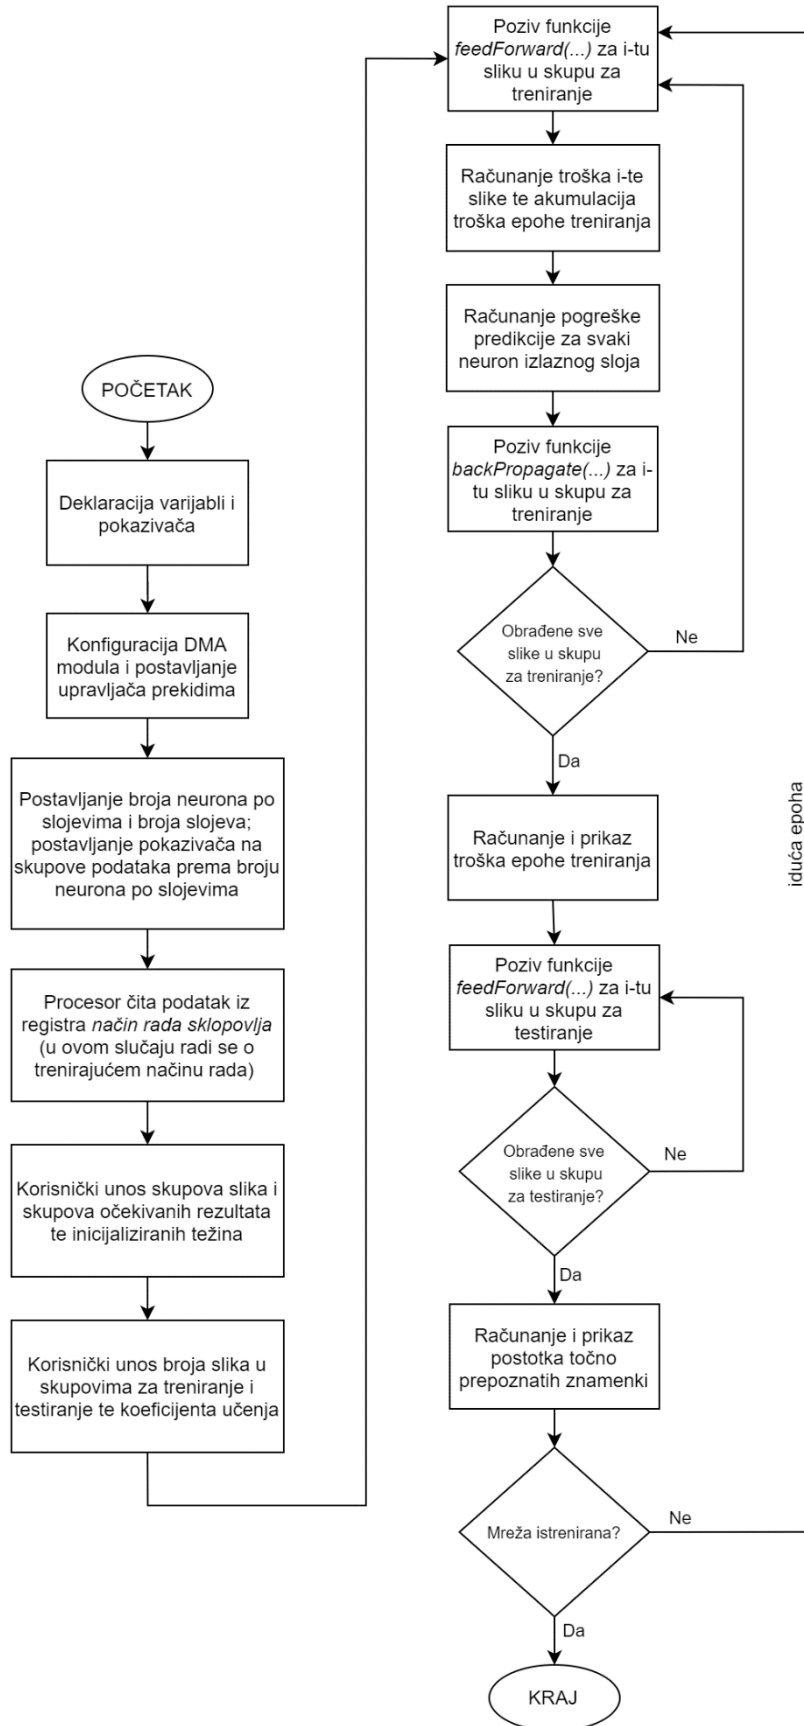 POČETAK
Deklaracija varijabli i
pokazivača
Konfiguracija DMA
modula i postavljanje
upravljača prekidima
Postavljanje broja neurona po
slojevima i broja slojeva;
postavljanje pokazivača na
skupove podataka prema broju
neurona po slojevima
Procesor čita podatak iz
registra način rada sklopovlja
(u ovom slučaju radi se o
trenirajućem načinu rada)
Korisnički unos skupova slika i
skupova očekivanih rezultata
te inicijaliziranih težina
Korisnički unos broja slika u
skupovima za treniranje i
testiranje te koeficijenta učenja
Poziv funkcije
feedForward(...) za i-tu
sliku u skupu za
treniranje
Računanje troška i-te
slike te akumulacija
troška epohe treniranja
Računanje pogreške
predikcije za svaki
neuron izlaznog sloja
Poziv funkcije
backPropagate(...) za i-
tu sliku u skupu za
treniranje
Obrađene sve
slike u skupu
za treniranje?
Ne
Da
Računanje i prikaz
troška epohe treniranja
Poziv funkcije
feedForward(...) za i-tu
sliku u skupu za
testiranje
Obrađene sve
slike u skupu
za testiranje?
Ne
Da
Računanje i prikaz
postotka točno
prepoznatih znamenki
Mreža istrenirana?
Ne
iduća epoha
Da
KRAJ